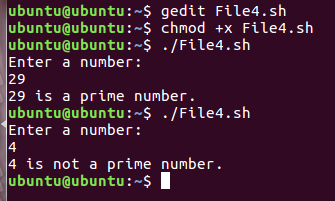 ubuntu@ubuntu:~$ gedit File4.sh
ubuntu@ubuntu:~$ chmod +x File4.sh
ubuntu@ubuntu:~$ ./File4.sh
Enter a number:
29
29 is a prime number.
ubuntu@ubuntu:~$ ./File4.sh
Enter a number:
4
4 is not a prime number.
ubuntu@ubuntu:~$